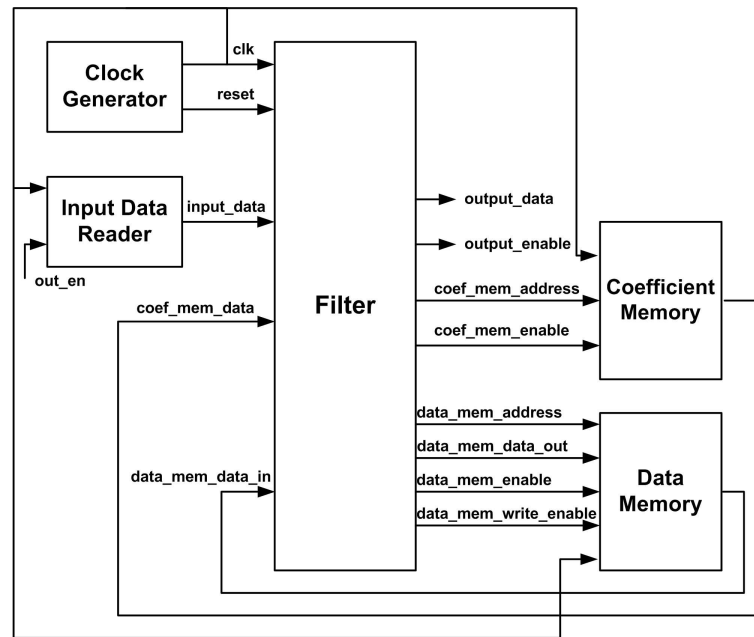 clk
Clock
Generator
reset
Input Data
Reader
input_data
out_en
output_data
output_enable
Filter
coef_mem_data
coef_mem_address
coef_mem_enable
Coefficient
Memory
data_mem_address
data_mem_data_out
data_mem_data_in
data_mem_enable
data_mem_write_enable
Data
Memory